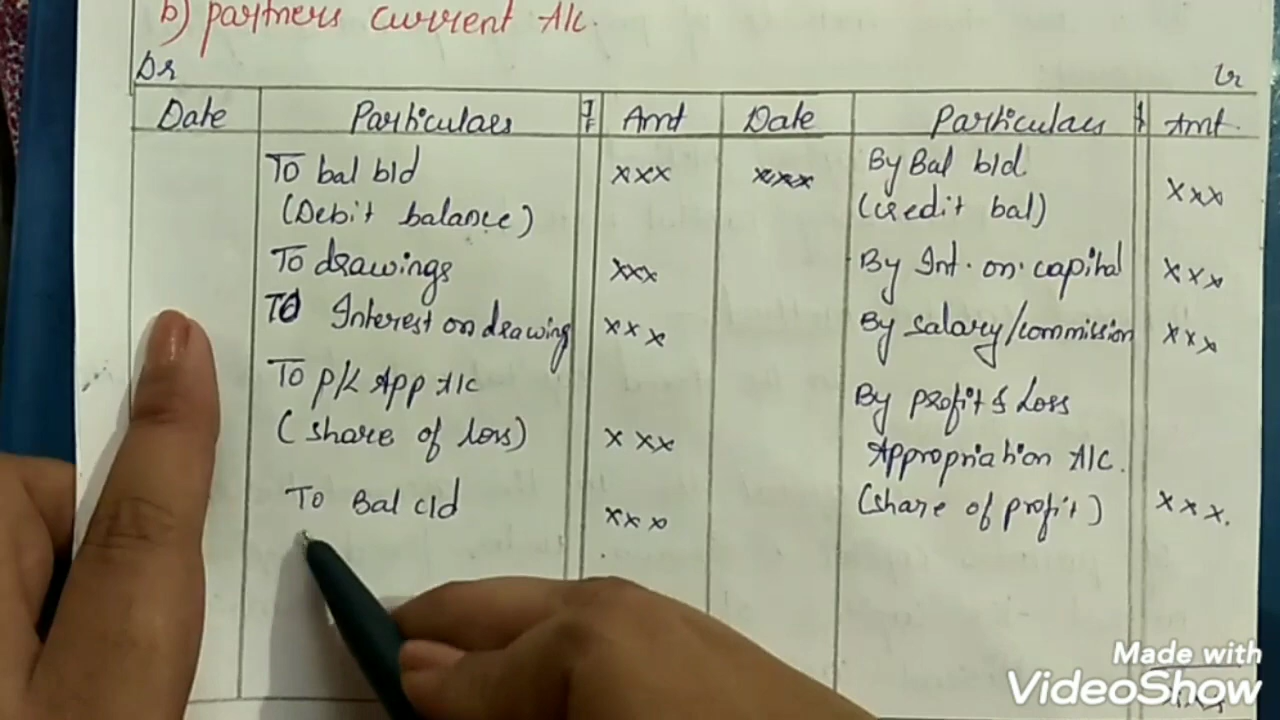 b) partners current A/c.
Dr
Cr
Date Particulars J F Amt Date Particulars Amt
To bal b/d xxx xxx
(Debit balance)
To drawings xxx
To Interest on drawing xxx
To P/L App A/c
(share of loss) xxx
To Bal c/d xxx
By Bal b/d
(credit bal) xxx
By Int. on. capital xxx
By salary/commission xxx
By profit & Loss
Appropriation A/c.
(share of profit) xxx.
Made with
VideoShow